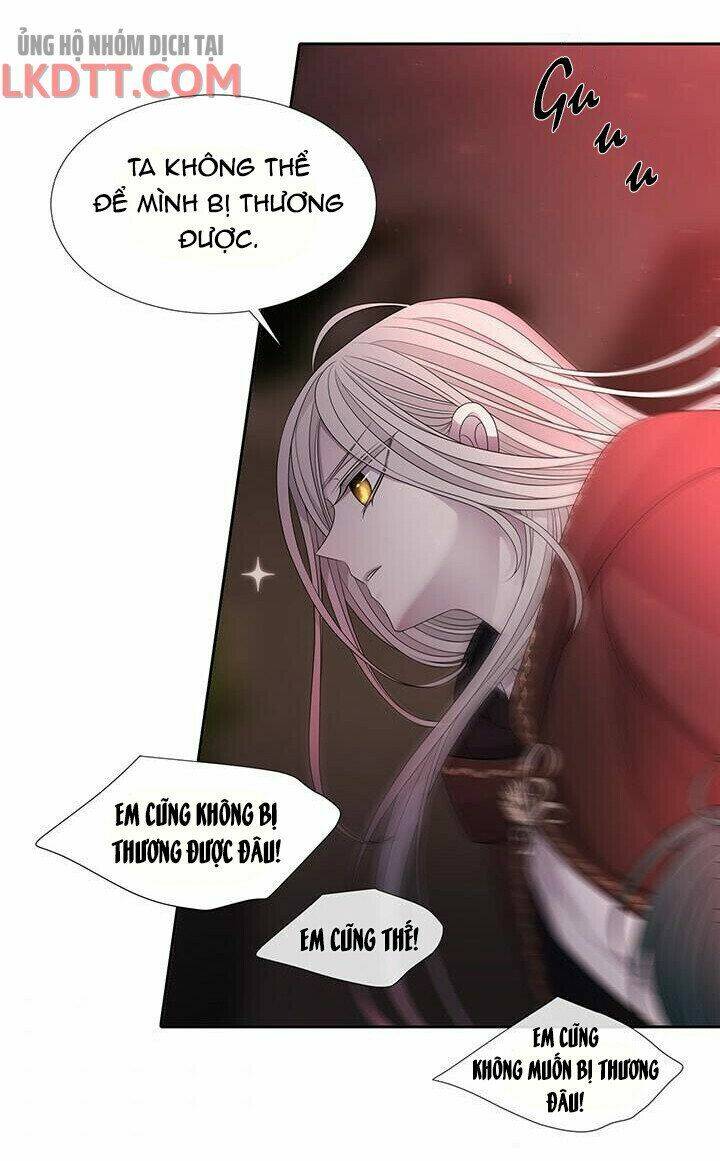 ỦNG HỘ NHÓM DỊCH TẠI
LKDTT.COM
Gu
u
u
TA KHÔNG THỂ
ĐỂ MÌNH BỊ THƯƠNG
ĐƯỢC.
EM CŨNG KHÔNG BỊ
THƯƠNG ĐƯỢC ĐÂU!
EM CŨNG THẾ!
EM CŨNG
KHÔNG MUỐN BỊ THƯƠNG
ĐÂU!